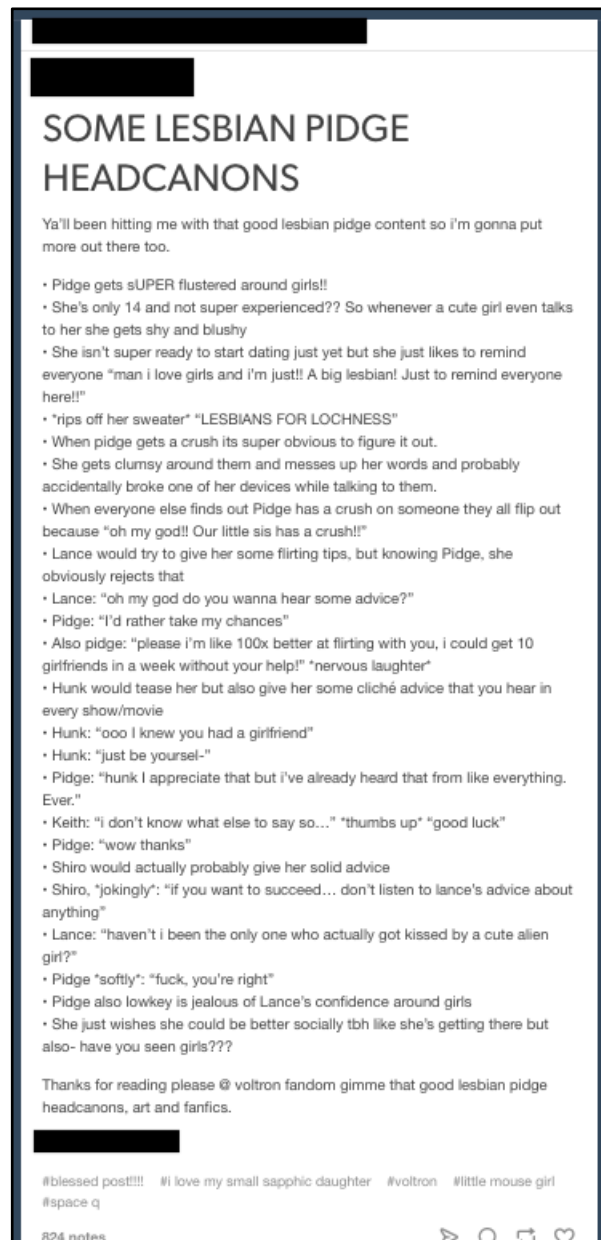 SOME LESBIAN PIDGE
HEADCANONS
Ya'll been hitting me with that good lesbian pidge content so i'm gonna put
more out there too.
• Pidge gets sUPER flustered around girls!!
• She's only 14 and not super experienced?? So whenever a cute girl even talks
to her she gets shy and blushy
• She isn't super ready to start dating just yet but she just likes to remind
everyone "man i love girls and i'm just!! A big lesbian! Just to remind everyone
here!!"
• *rips off her sweater* "LESBIANS FOR LOCHNESS"
• When pidge gets a crush its super obvious to figure it out.
• She gets clumsy around them and messes up her words and probably
accidentally broke one of her devices while talking to them.
• When everyone else finds out Pidge has a crush on someone they all flip out
because "oh my god!! Our little sis has a crush!!"
• Lance would try to give her some flirting tips, but knowing Pidge, she
obviously rejects that
• Lance: "oh my god do you wanna hear some advice?"
• Pidge: "I'd rather take my chances"
• Also pidge: "please i'm like 100x better at flirting with you, i could get 10
girlfriends in a week without your help!" *nervous laughter*
• Hunk would tease her but also give her some cliché advice that you hear in
every show/movie
• Hunk: "ooo I knew you had a girlfriend"
• Hunk: "just be yoursel-"
• Pidge: "hunk I appreciate that but i've already heard that from like everything.
Ever."
• Keith: "i don't know what else to say so…" *thumbs up* "good luck"
• Pidge: "wow thanks"
• Shiro would actually probably give her solid advice
• Shiro, *jokingly*: "if you want to succeed… don't listen to lance's advice about
anything"
• Lance: "haven't i been the only one who actually got kissed by a cute alien
girl?"
• Pidge *softly*: "fuck, you're right"
• Pidge also lowkey is jealous of Lance's confidence around girls
• She just wishes she could be better socially tbh like she's getting there but
also- have you seen girls???
Thanks for reading please @ voltron fandom gimme that good lesbian pidge
headcanons, art and fanfics.
#blessed post!!!! #i love my small sapphic daughter #voltron #little mouse girl
#space q
824 notes